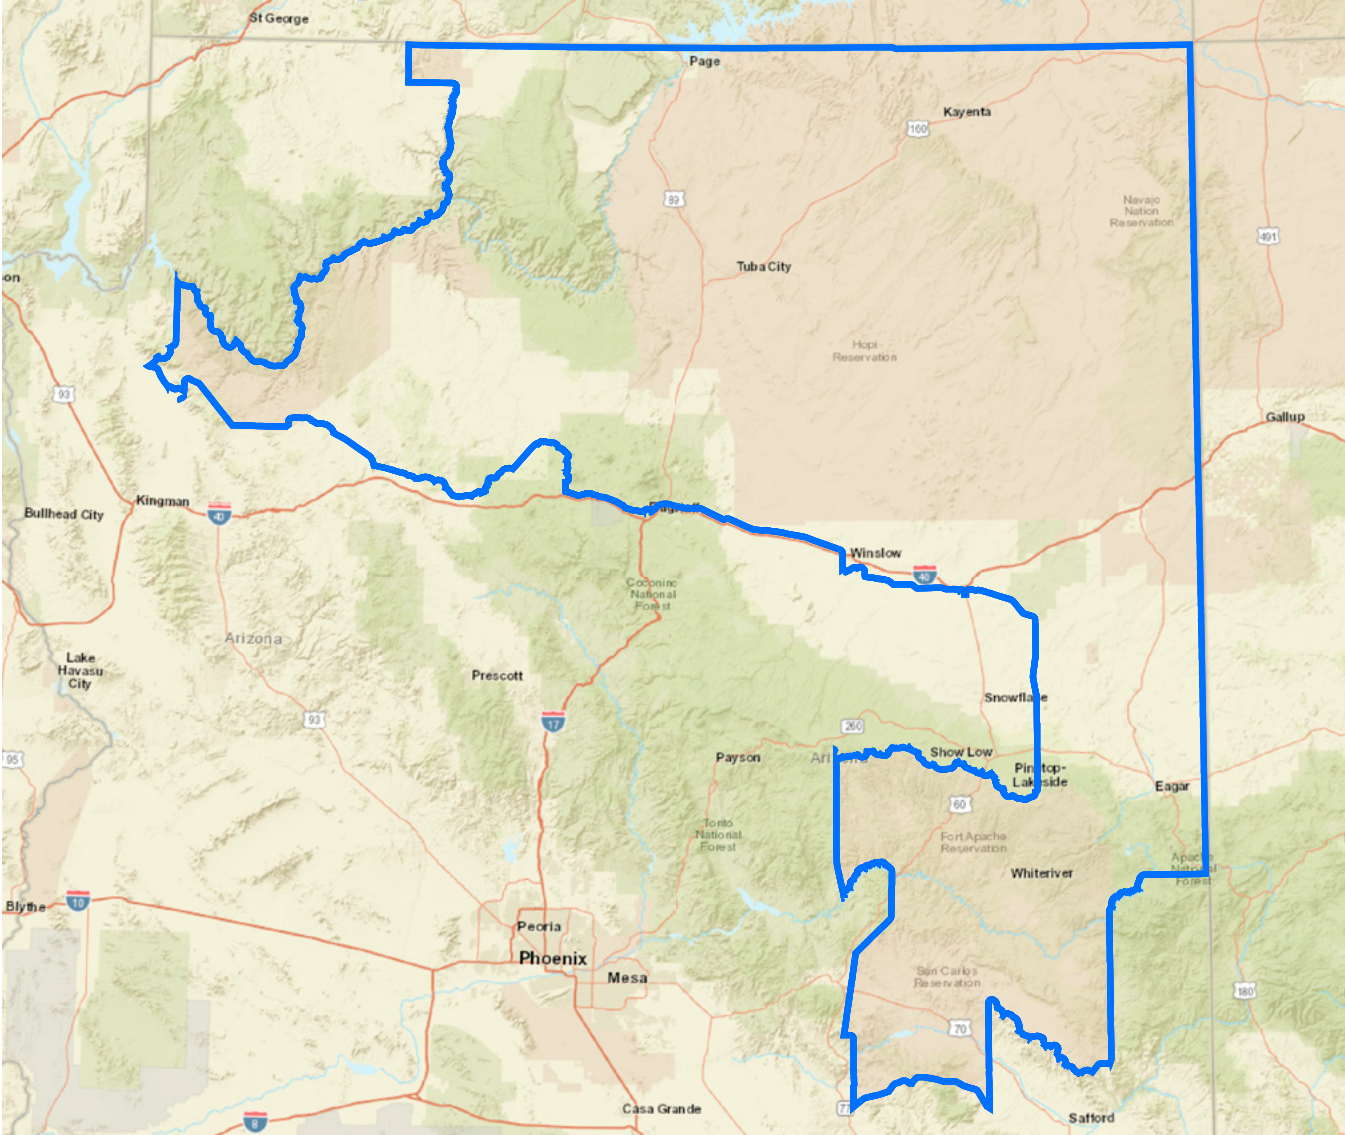 St George
Page
Kayenta
160
89
Navajo
Nation
Reservation
491
Tuba City
on
Hopi
Reservation
93
Gallup
Kingman
Bullhead City
40
Flagstaff
Winslow
40
Coconino
National
Forest
Arizona
Lake
Havasu
City
Prescott
Snowflake
93
17
260
95
Payson
Arizona
Show Low
Pinetop-
Lakeside
Eagar
60
Tonto
National
Forest
Fort Apache
Reservation
Apache
National
Forest
Whiteriver
10
Blythe
Peoria
Phoenix
Mesa
San Carlos
Reservation
180
70
77
Casa Grande
Safford
8